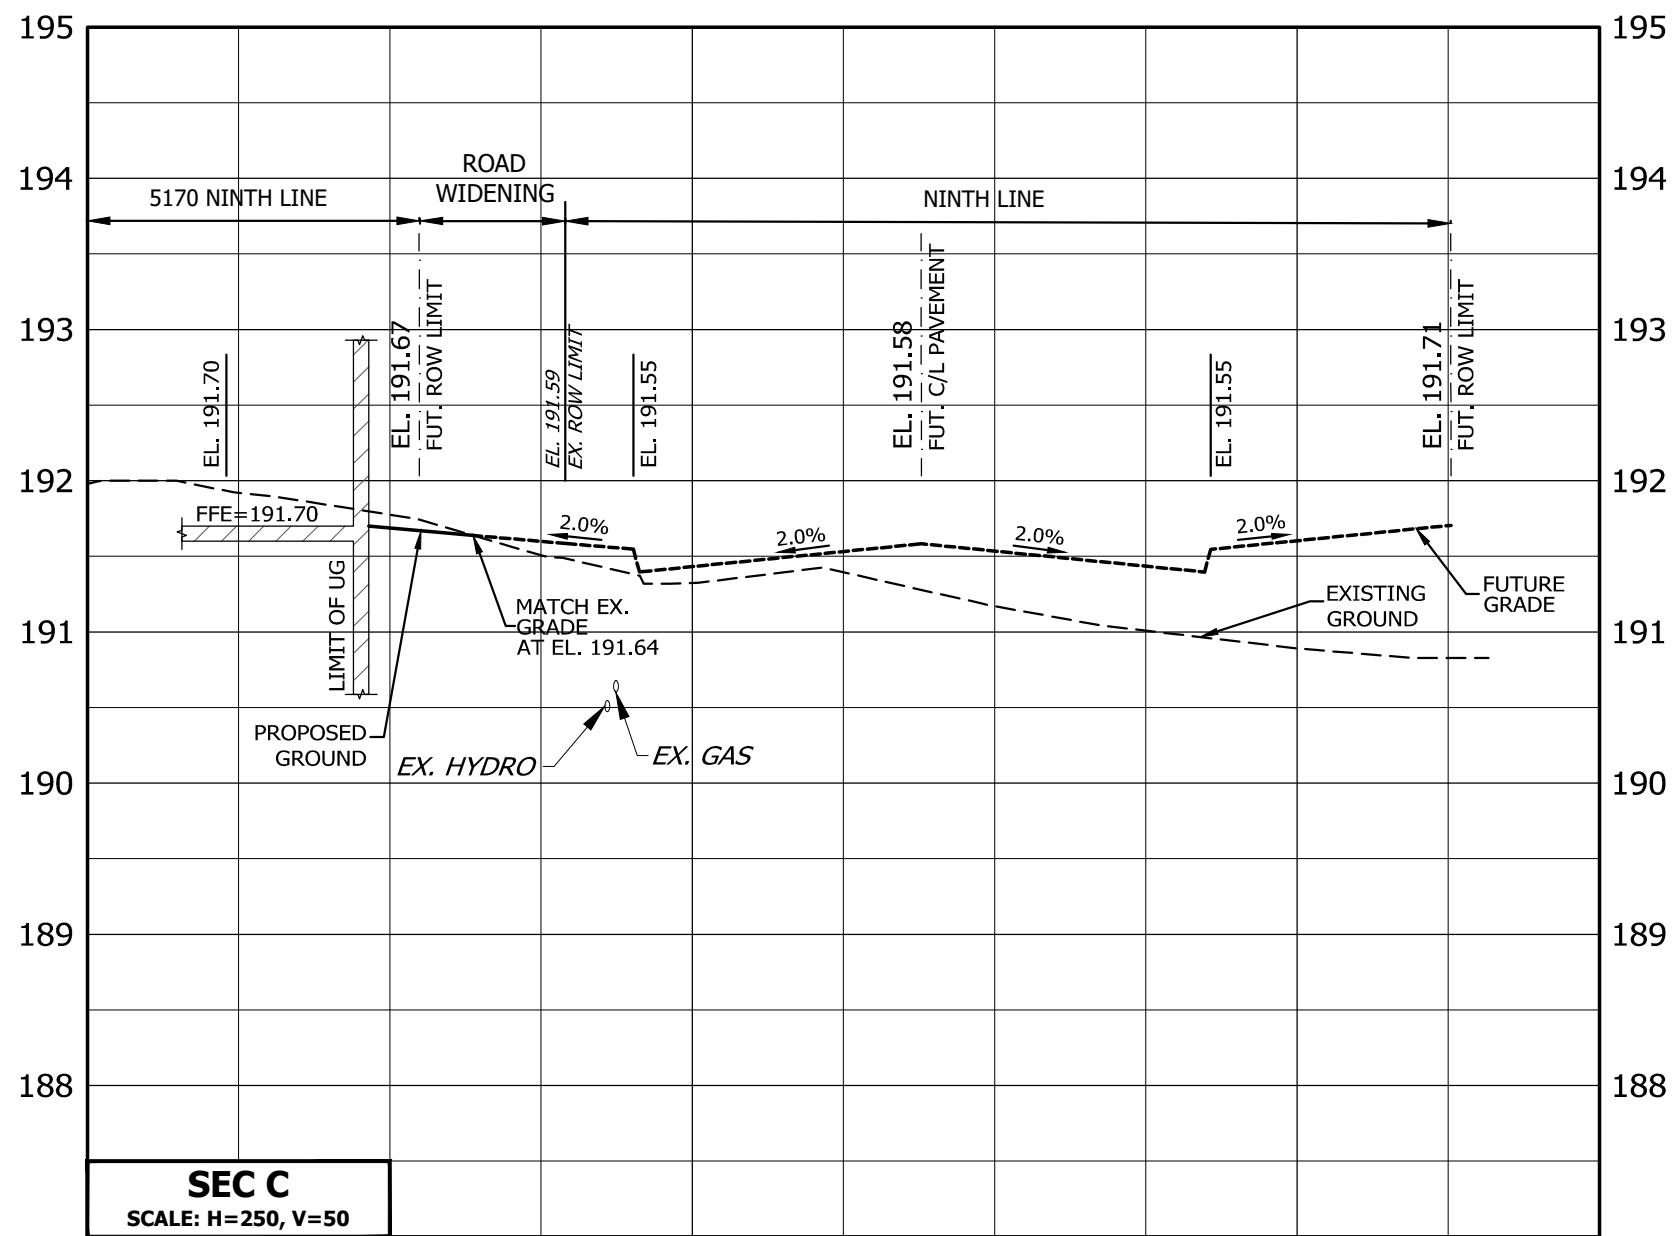 195
195
ROAD
WIDENING
194
194
5170 NINTH LINE
NINTH LINE
193
193
EL. 191.70
EL. 191.67
FUT. ROW LIMIT
EL. 191.59
EX. ROW LIMIT
EL. 191.55
EL. 191.58
FUT. C/L PAVEMENT
EL. 191.55
EL. 191.71
FUT. ROW LIMIT
192
192
FFE=191.70
2.0%
2.0%
2.0%
2.0%
LIMIT OF UG
MATCH EX.
GRADE
AT EL. 191.64
EXISTING
GROUND
FUTURE
GRADE
191
191
PROPOSED
GROUND
EX. HYDRO
EX. GAS
190
190
189
189
188
188
SEC C
SCALE: H=250, V=50